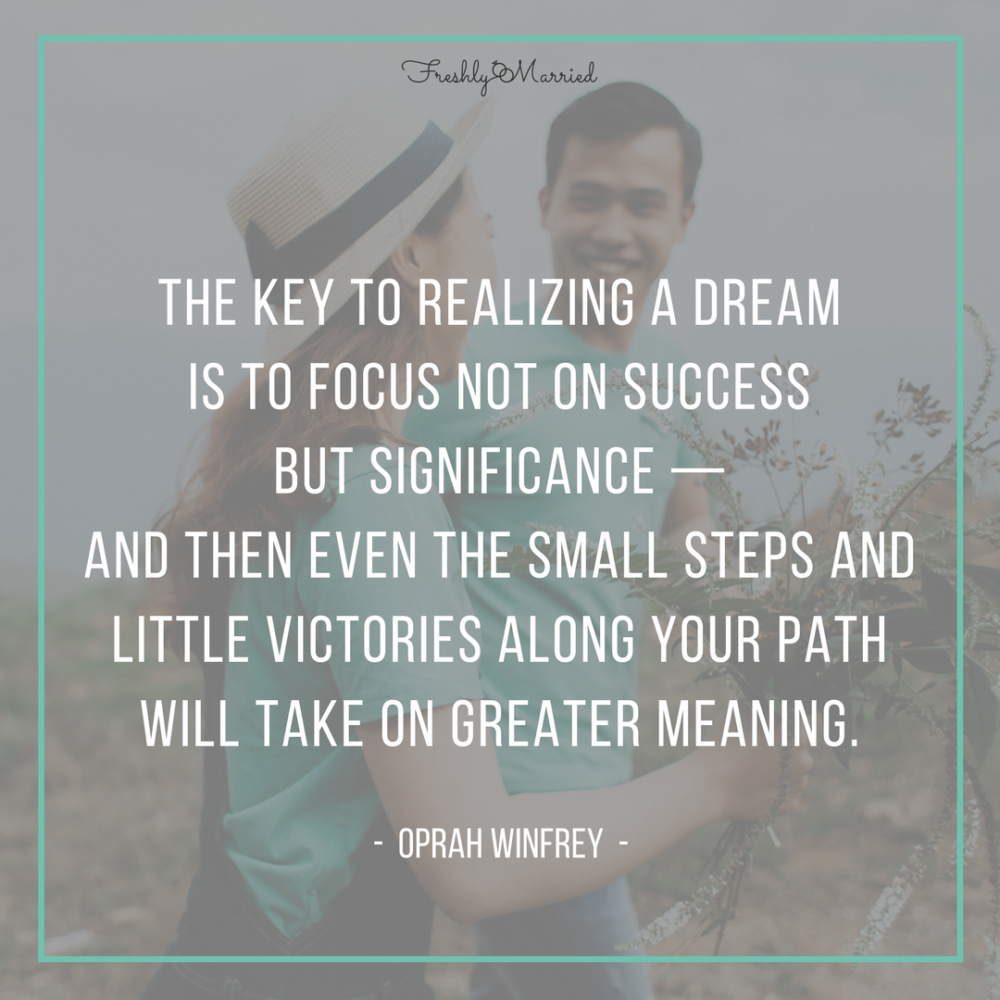 Freshly Married
THE KEY TO REALIZING A DREAM
IS TO FOCUS NOT ON SUCCESS
BUT SIGNIFICANCE —
AND THEN EVEN THE SMALL STEPS AND
LITTLE VICTORIES ALONG YOUR PATH
WILL TAKE ON GREATER MEANING.
- OPRAH WINFREY -